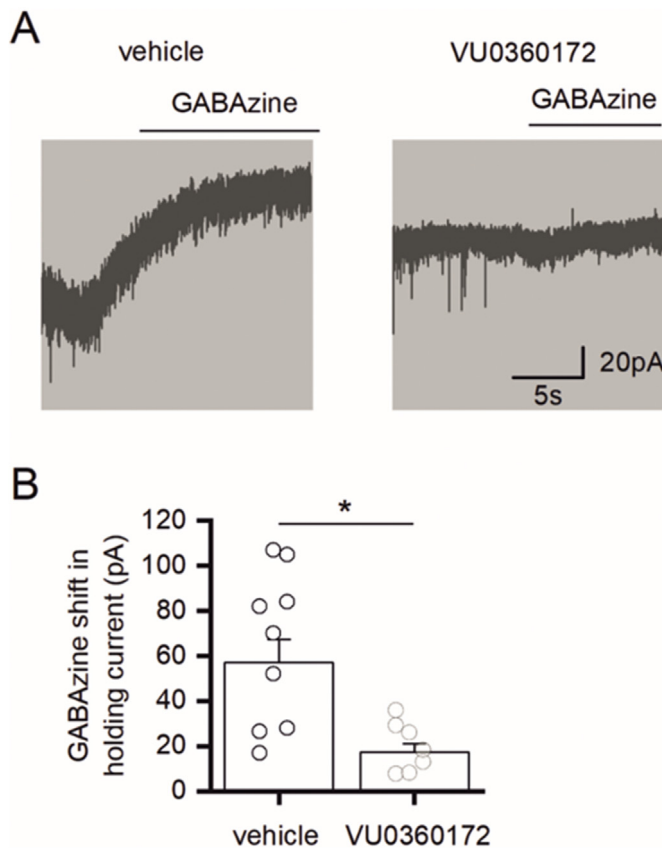 A
vehicle
VU0360172
GABAzine
GABAzine
20pA
5s
B
*
GABAzine shift in
holding current (pA)
120
100
80
60
40
20
0
vehicle
VU0360172